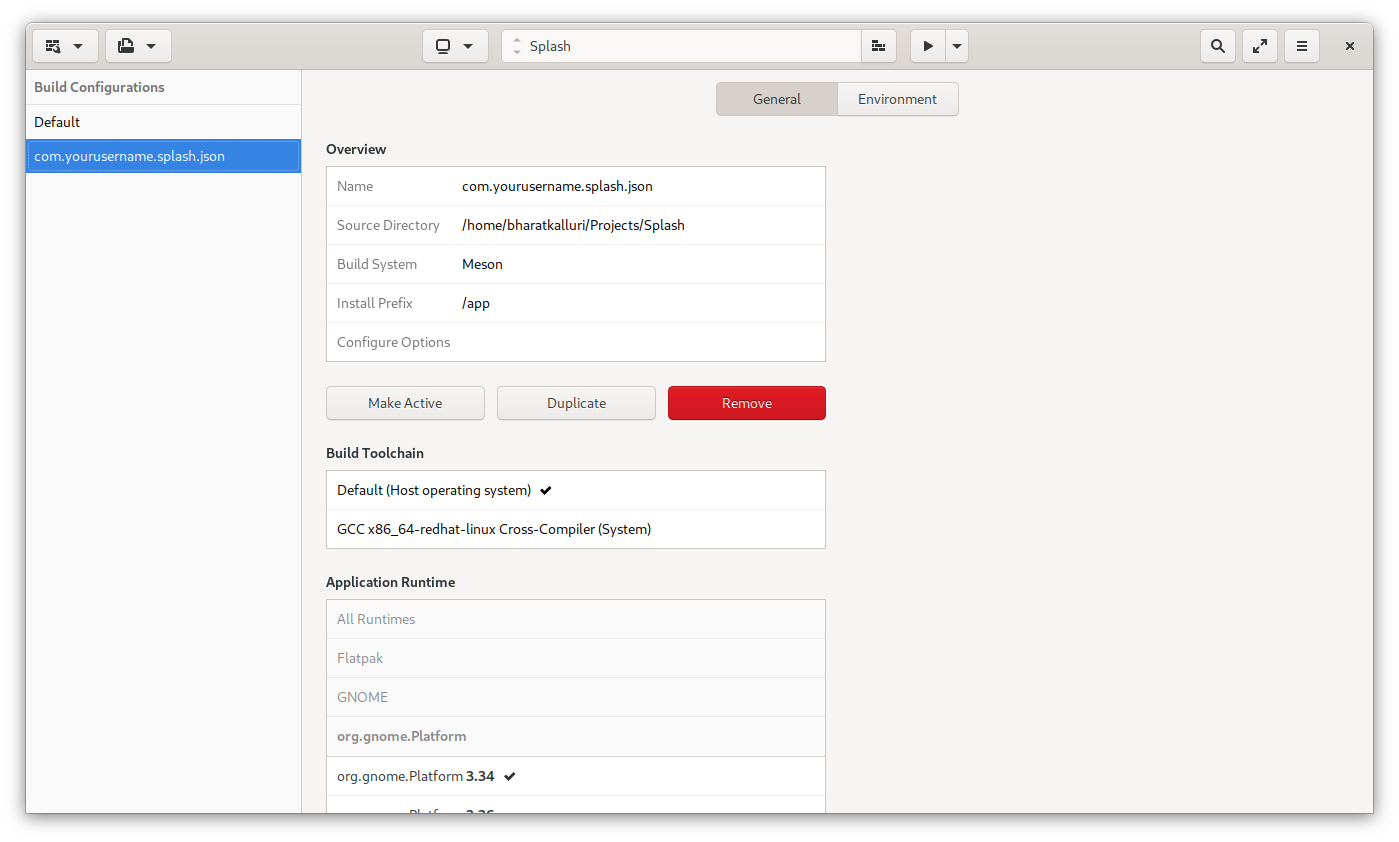 Splash
Build Configurations
Default
com.yourusername.splash.json
General
Environment
Overview
Name com.yourusername.splash.json
Source Directory /home/bharatkalluri/Projects/Splash
Build System Meson
Install Prefix /app
Configure Options
Make Active
Duplicate
Remove
Build Toolchain
Default (Host operating system)
GCC x86_64-redhat-linux Cross-Compiler (System)
Application Runtime
All Runtimes
Flatpak
GNOME
org.gnome.Platform
org.gnome.Platform 3.34